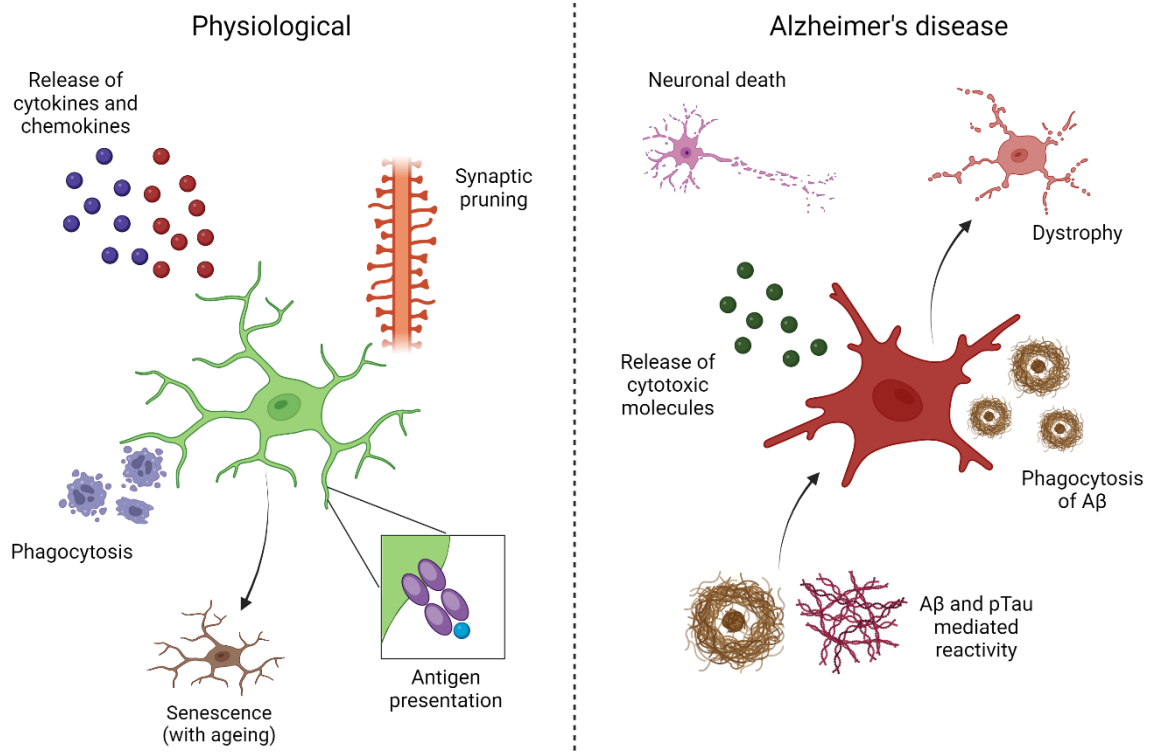 Physiological
Release of
cytokines and
chemokines
Synaptic
pruning
Phagocytosis
Senescence
(with ageing)
Antigen
presentation
Alzheimer's disease
Neuronal death
Dystrophy
Release of
cytotoxic
molecules
Phagocytosis
of Aβ
Aβ and pTau
mediated
reactivity